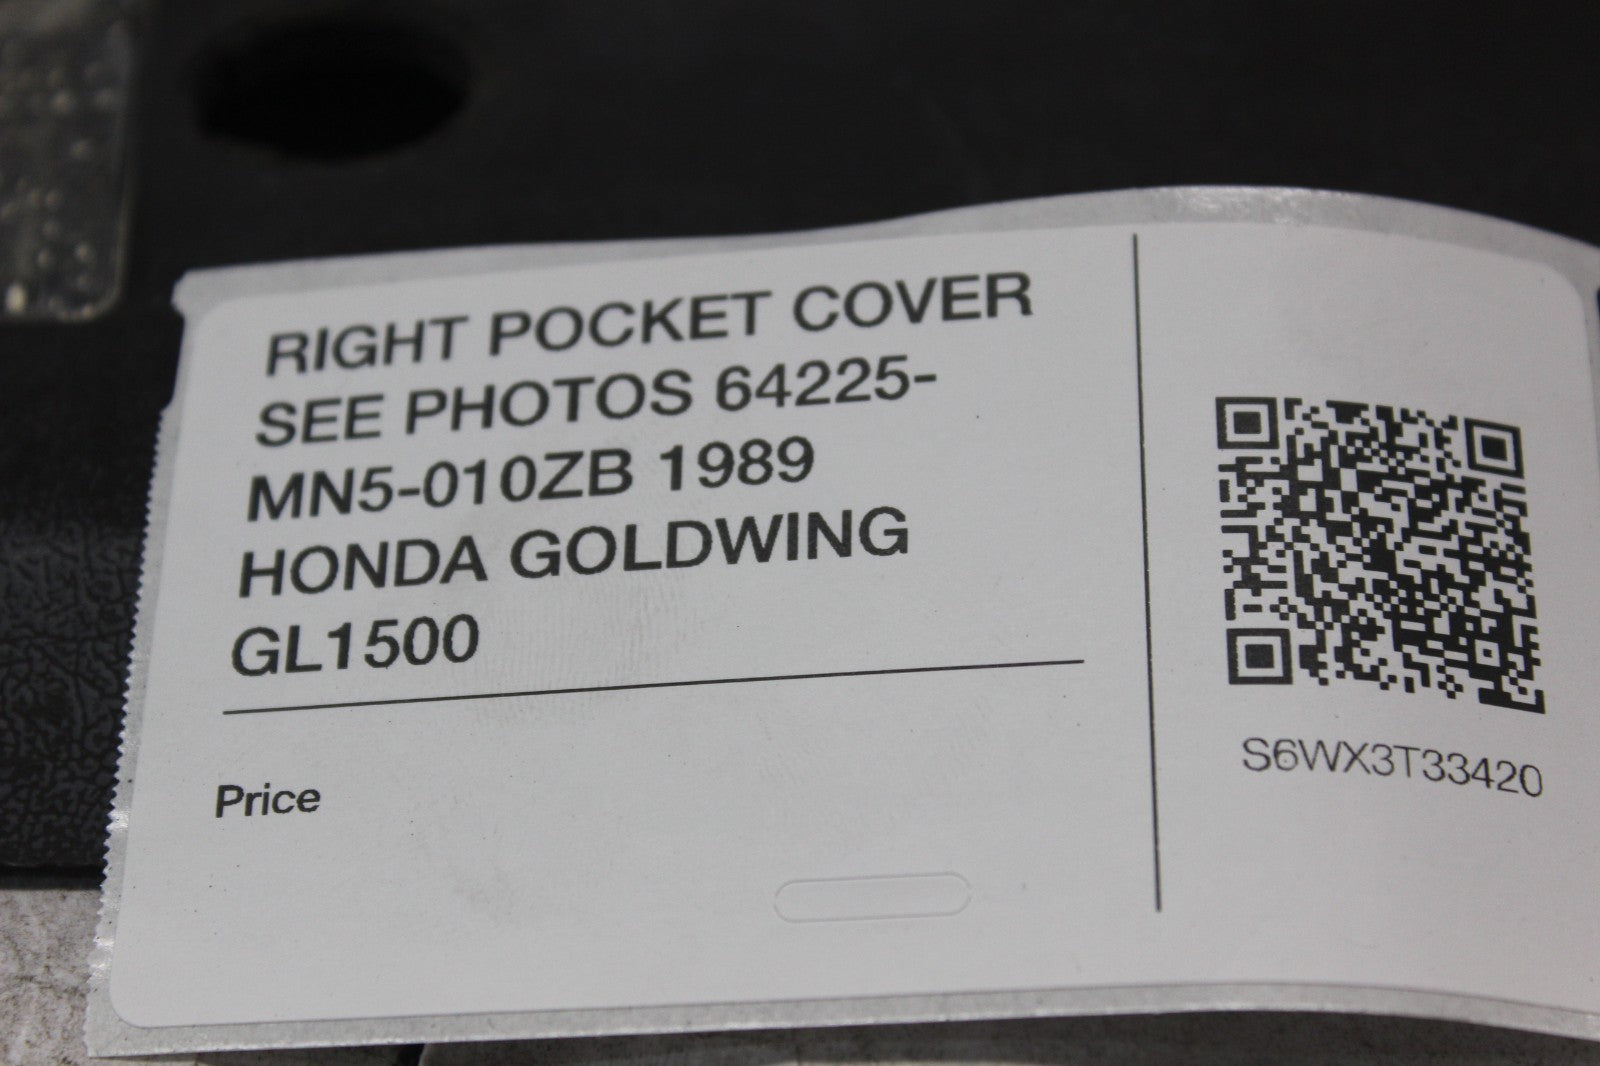 RIGHT POCKET COVER
SEE PHOTOS 64225-
MN5-010ZB 1989
HONDA GOLDWING
GL1500
Price
S6WX3T33420